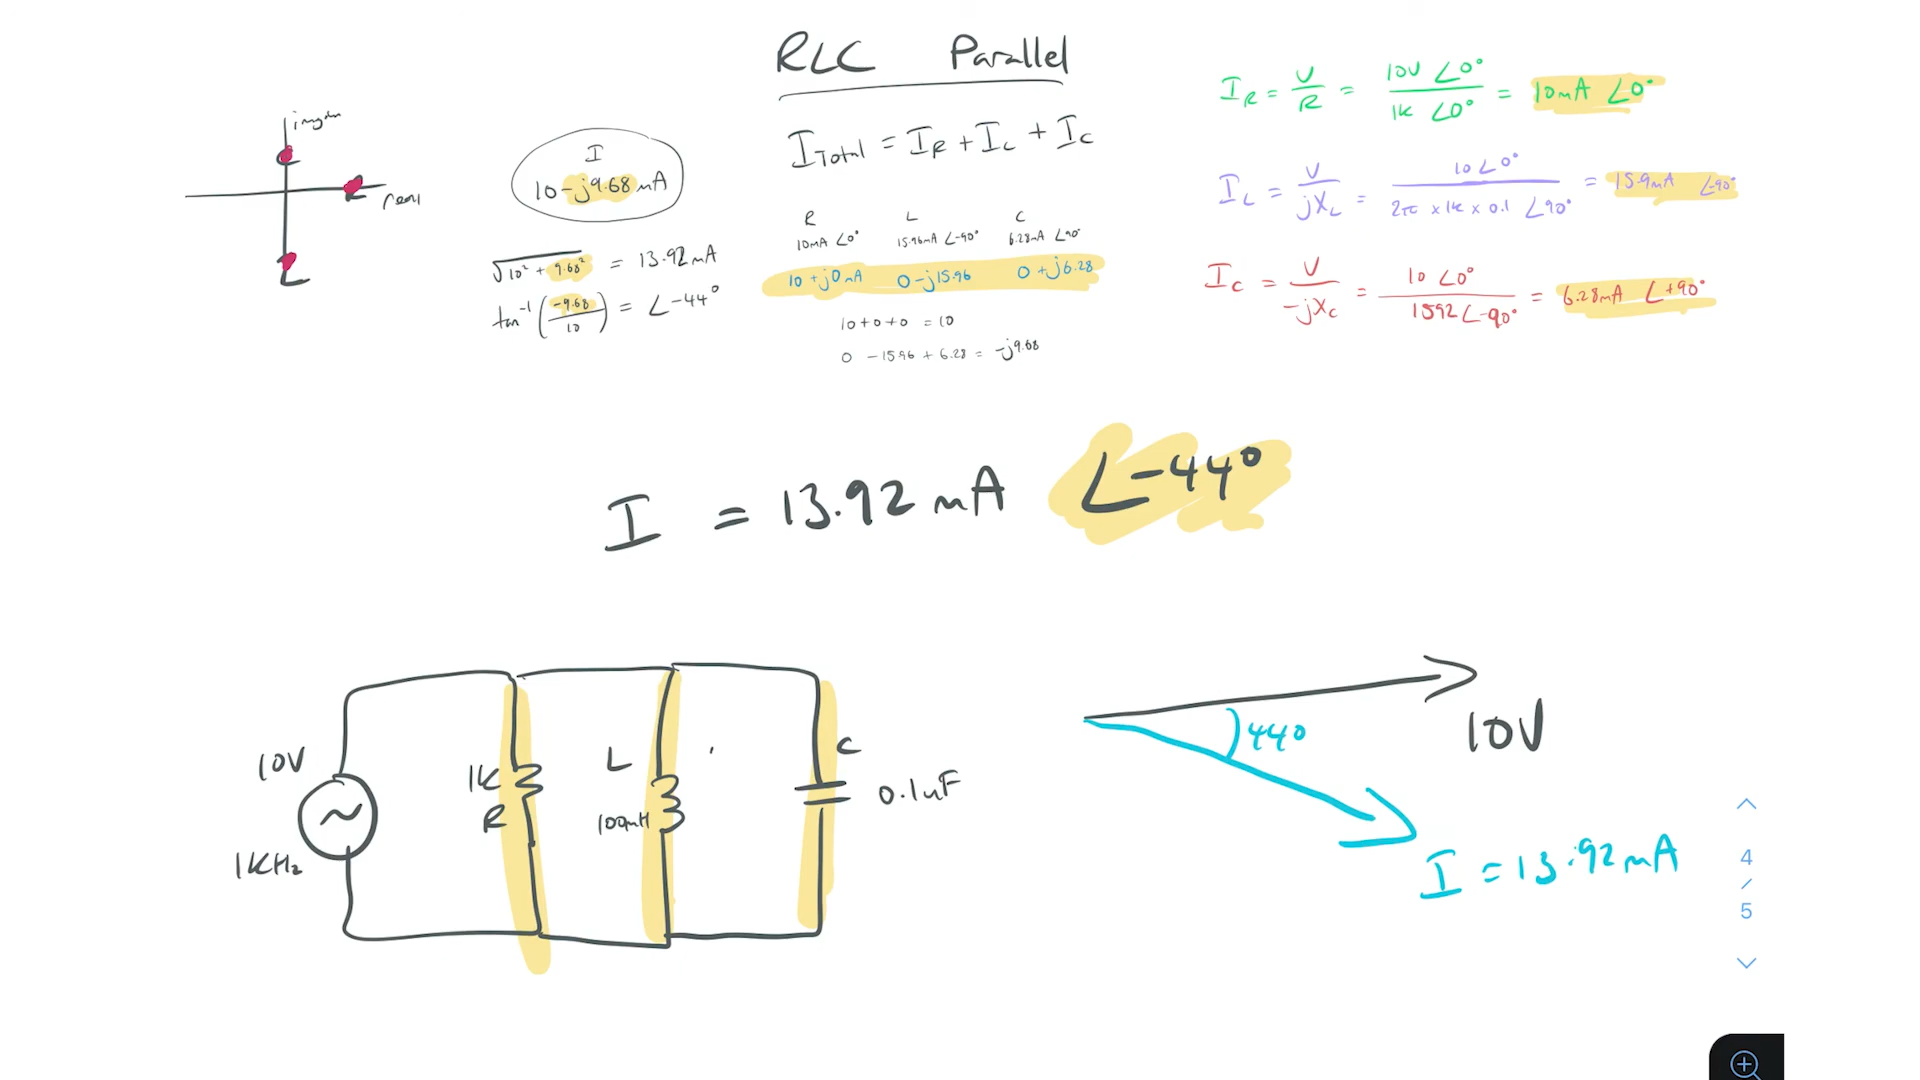 RLC Parallel
I Total = IR + IL + IC
imagin
real
I
10 - j9.68 mA
√10² + 9.68² = 13.92 mA
tan⁻¹ (-9.68/10) = ∠-44°
R L C
10mA ∠0° 15.96mA ∠-90° 6.28mA ∠90°
10 + j0 mA 0 - j15.96 0 + j6.28
10 + 0 + 0 = 10
0 - 15.96 + 6.28 = -j9.68
IR = V/R = 10V ∠0° / 1k ∠0° = 10mA ∠0°
IL = V/jXL = 10 ∠0° / 2π × 1k × 0.1 ∠90° = 15.9mA ∠-90°
IC = V/-jXC = 10 ∠0° / 1592 ∠-90° = 6.28mA ∠+90°
I = 13.92 mA ∠-44°
10V
1KHz
1K
R
L
100mH
C
0.1uF
44°
10V
I = 13.92 mA
4
/
5